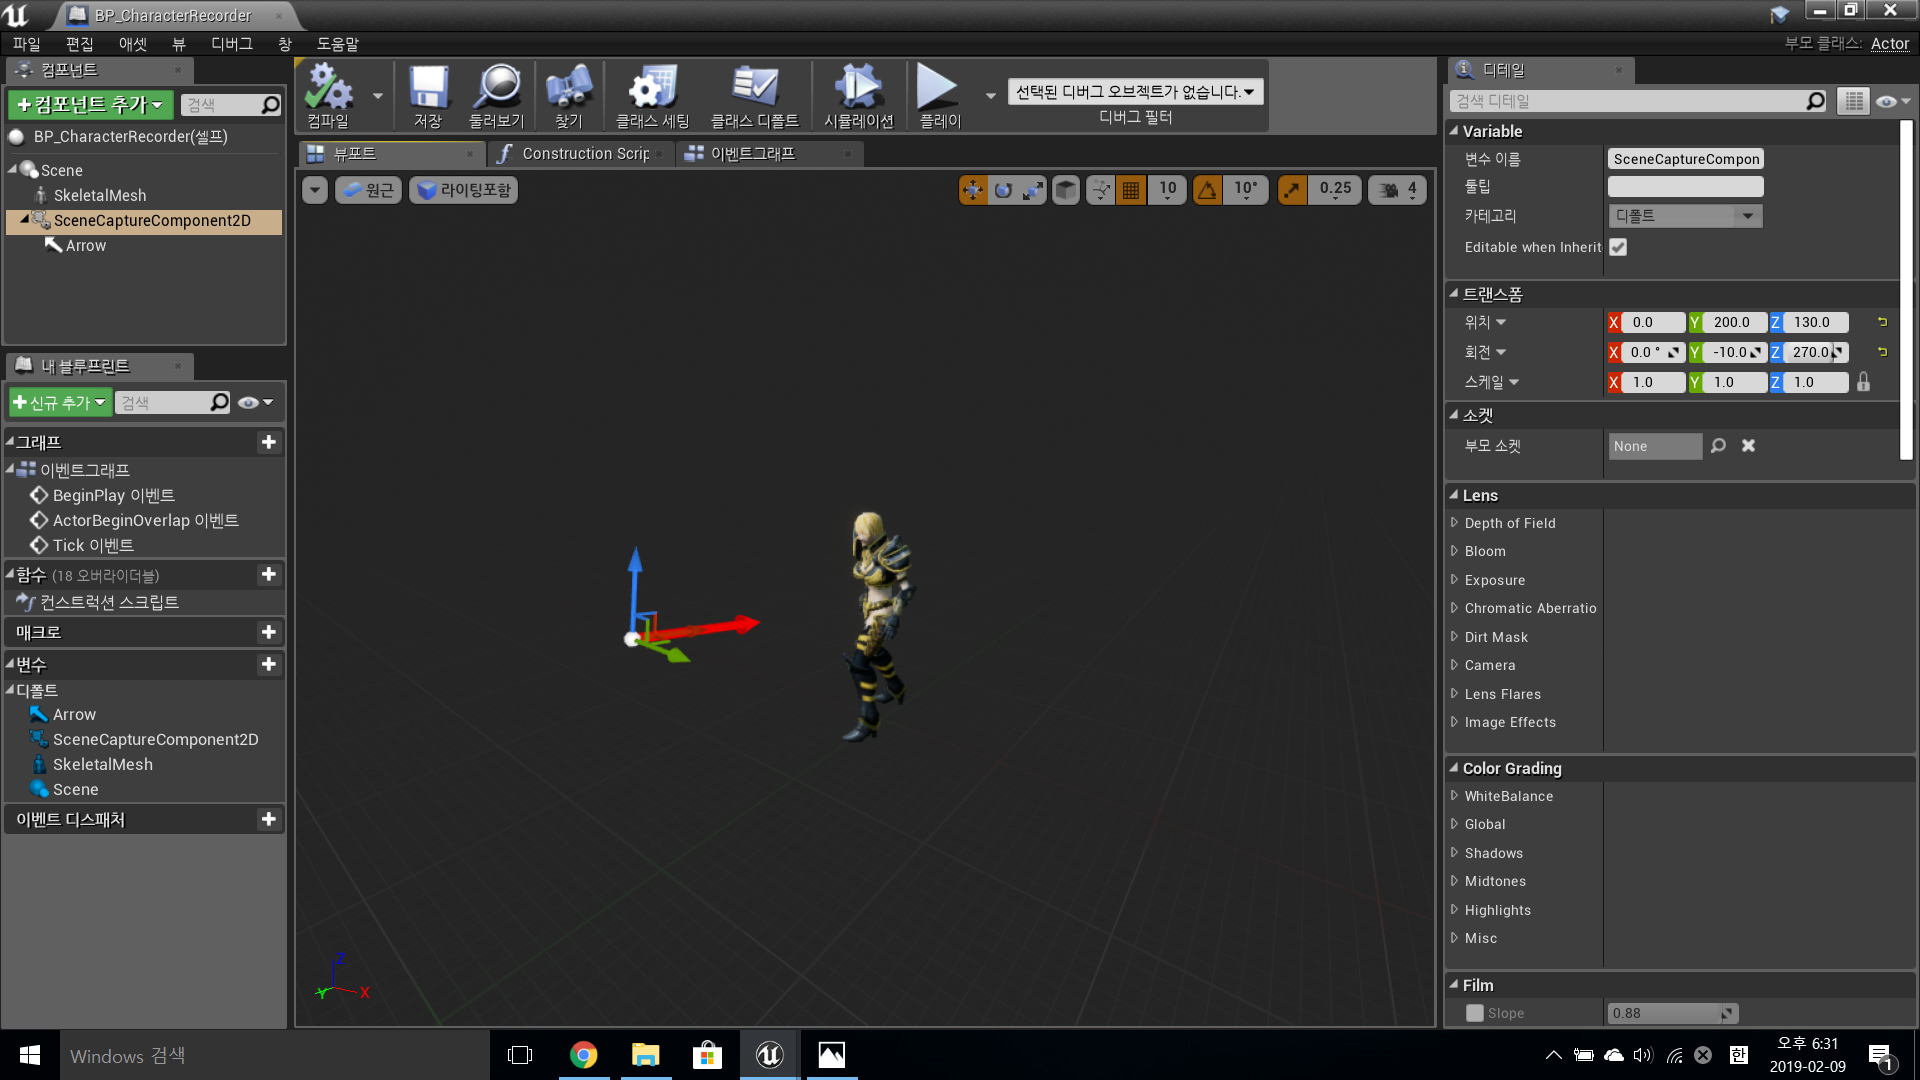 BP_CharacterRecorder
파일 편집 애셋 뷰 디버그 창 도움말
부모 클래스: Actor
컴포넌트
컴포넌트 추가 검색
BP_CharacterRecorder(셀프)
Scene
SkeletalMesh
SceneCaptureComponent2D
Arrow
내 블루프린트
신규 추가 검색
그래프
이벤트그래프
BeginPlay 이벤트
ActorBeginOverlap 이벤트
Tick 이벤트
함수 (18 오버라이더블)
컨스트럭션 스크립트
매크로
변수
디폴트
Arrow
SceneCaptureComponent2D
SkeletalMesh
Scene
이벤트 디스패처
컴파일 저장 둘러보기 찾기 클래스 세팅 클래스 디폴트 시뮬레이션 플레이
선택된 디버그 오브젝트가 없습니다.
디버그 필터
뷰포트 Construction Scrip 이벤트그래프
원근 라이팅포함
10 10° 0.25 4
Z
Y X
디테일
검색 디테일
Variable
변수 이름 SceneCaptureCompon
툴팁
카테고리 디폴트
Editable when Inherit
트랜스폼
위치 X 0.0 Y 200.0 Z 130.0
회전 X 0.0 ° Y -10.0 Z 270.0
스케일 X 1.0 Y 1.0 Z 1.0
소켓
부모 소켓 None
Lens
Depth of Field
Bloom
Exposure
Chromatic Aberratio
Dirt Mask
Camera
Lens Flares
Image Effects
Color Grading
WhiteBalance
Global
Shadows
Midtones
Highlights
Misc
Film
Slope 0.88
Windows 검색
한
오후 6:31
2019-02-09
1